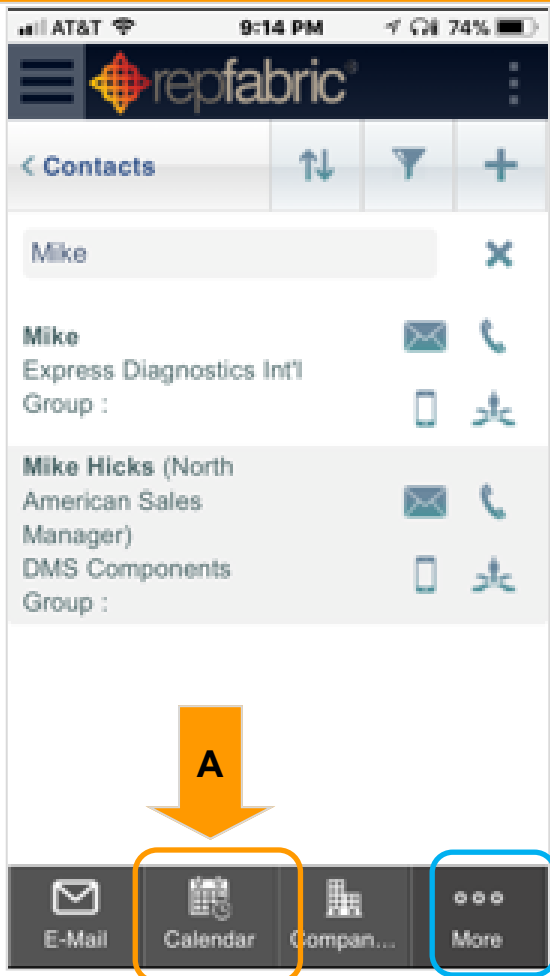 AT&T 9:14 PM 74%
repfabric®
< Contacts
Mike
Mike
Express Diagnostics Int'l
Group :
Mike Hicks (North
American Sales
Manager)
DMS Components
Group :
A
E-Mail Calendar Compan... More